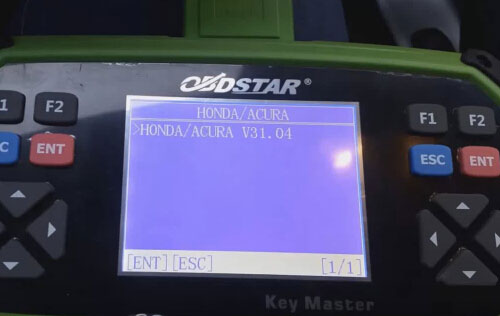 OBDSTAR®
HONDA/ACURA
>HONDA/ACURA V31.04
[ENT][ESC] [1/1]
1 F2
C ENT
F1 F2
ESC ENT
Key Master